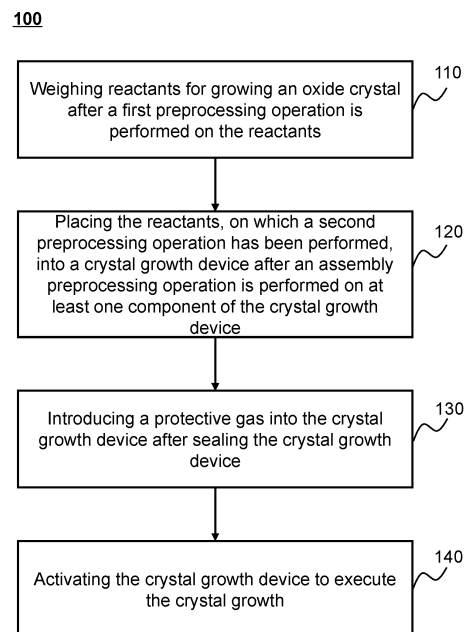 100
110
Weighing reactants for growing an oxide crystal
after a first preprocessing operation is
performed on the reactants
120
Placing the reactants, on which a second
preprocessing operation has been performed,
into a crystal growth device after an assembly
preprocessing operation is performed on at
least one component of the crystal growth
device
130
Introducing a protective gas into the crystal
growth device after sealing the crystal growth
device
140
Activating the crystal growth device to execute
the crystal growth